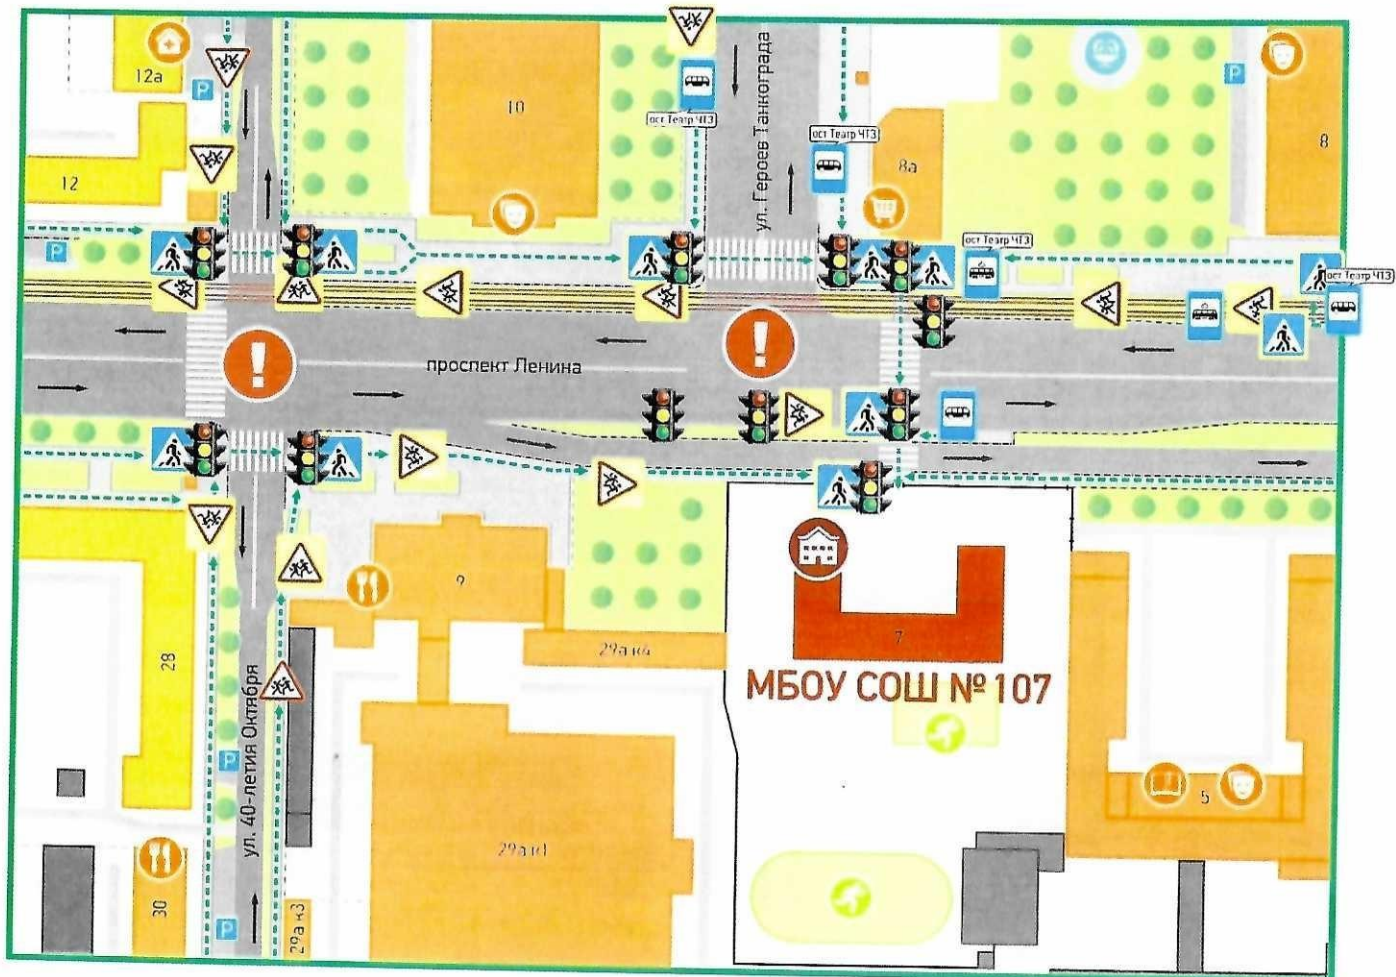 12а
P
10
ул. Героев Танкограда
ост Театр ЧТЗ
ост Театр ЧТЗ
8а
P
8
12
P
ост Театр ЧТЗ
ост Театр ЧТЗ
!
!
проспект Ленина
28
9
29а к4
7
МБОУ СОШ № 107
ул. 40-летия Октября
P
5
29а к1
30
P
29а к3